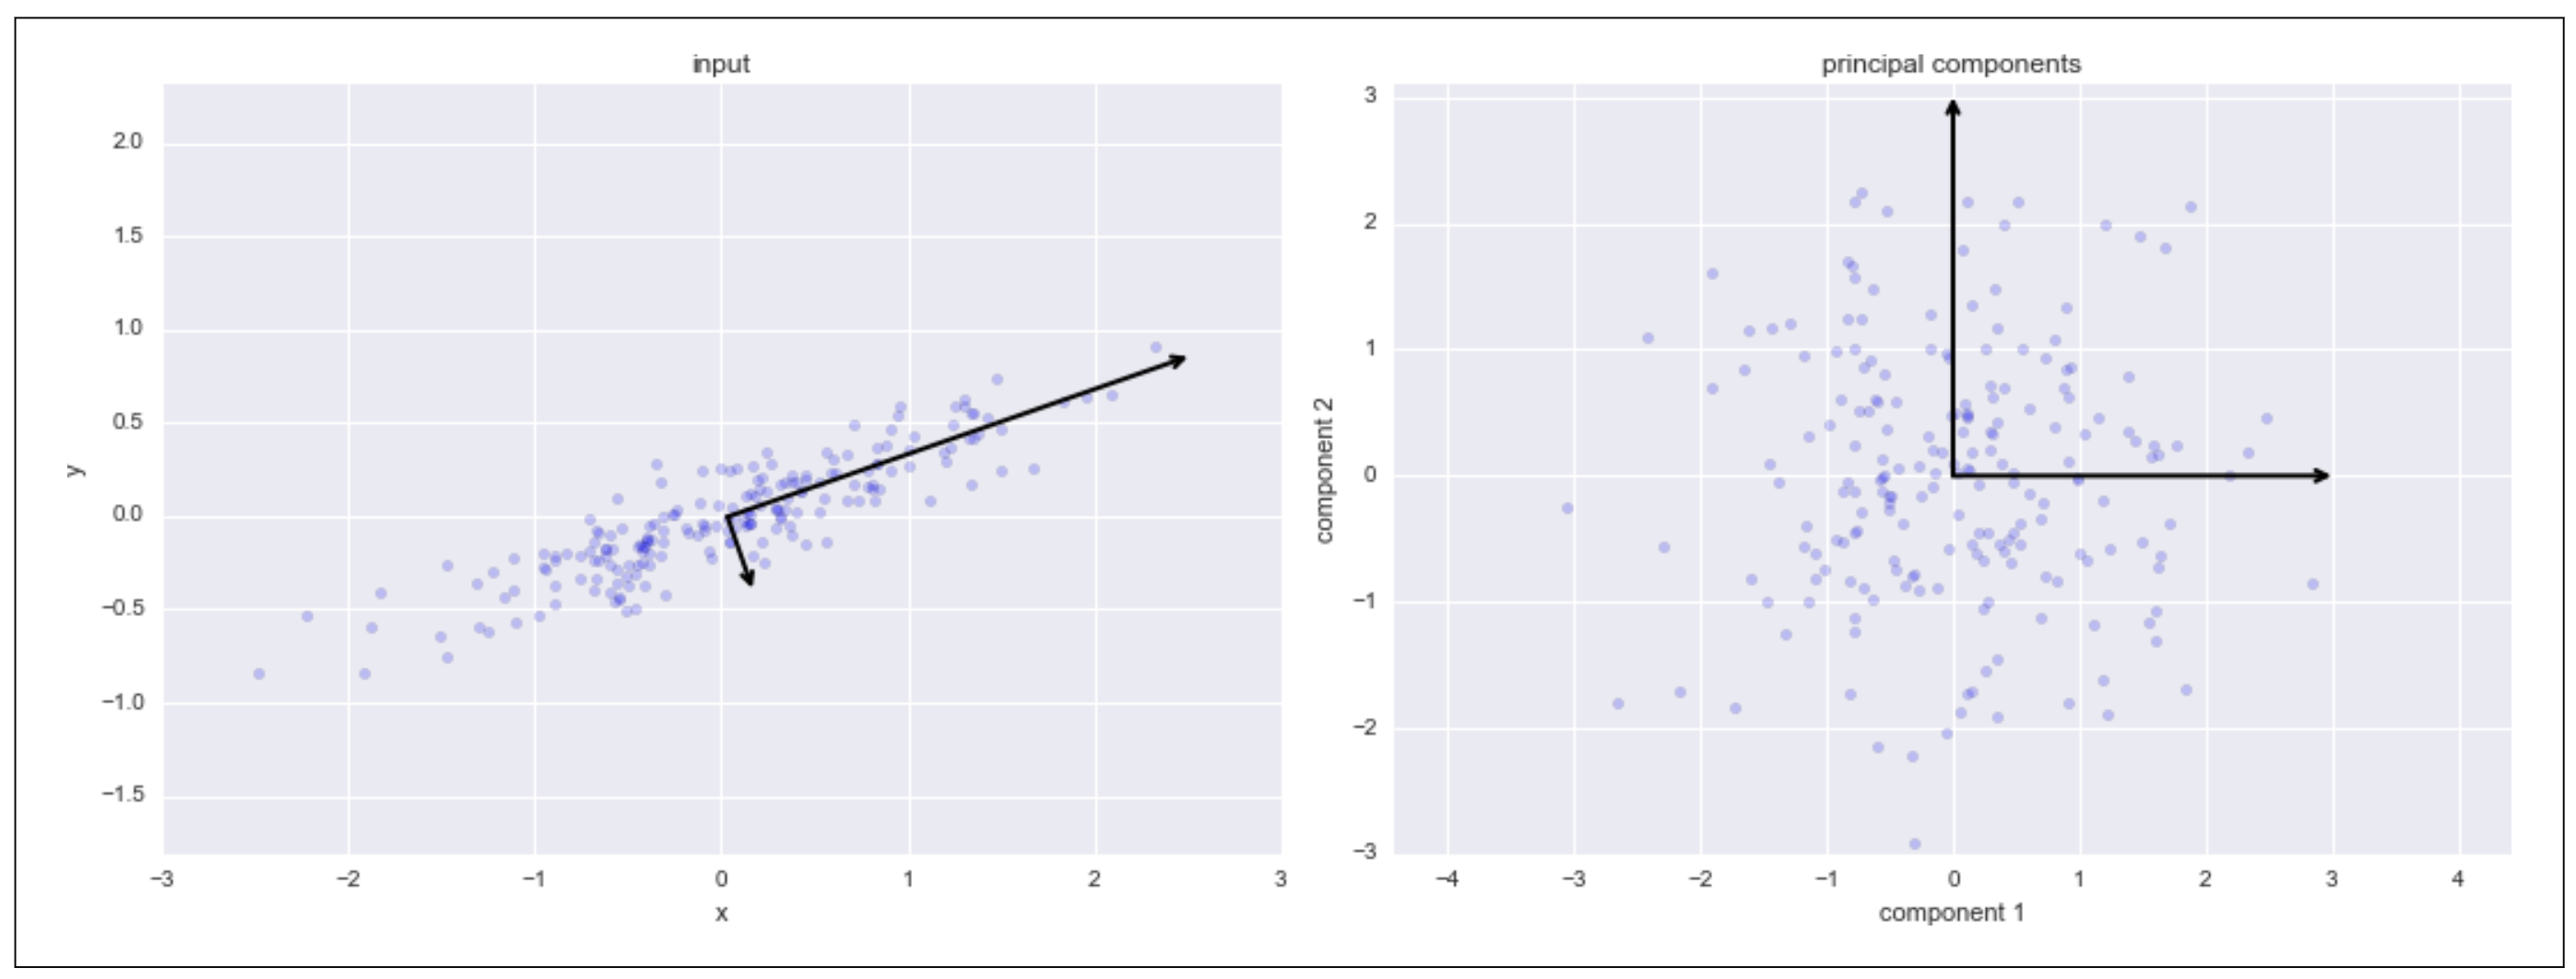 input
2.0
1.5
1.0
0.5
0.0
−0.5
−1.0
−1.5
y
−3 −2 −1 0 1 2 3
x
principal components
3
2
1
0
−1
−2
−3
component 2
−4 −3 −2 −1 0 1 2 3 4
component 1